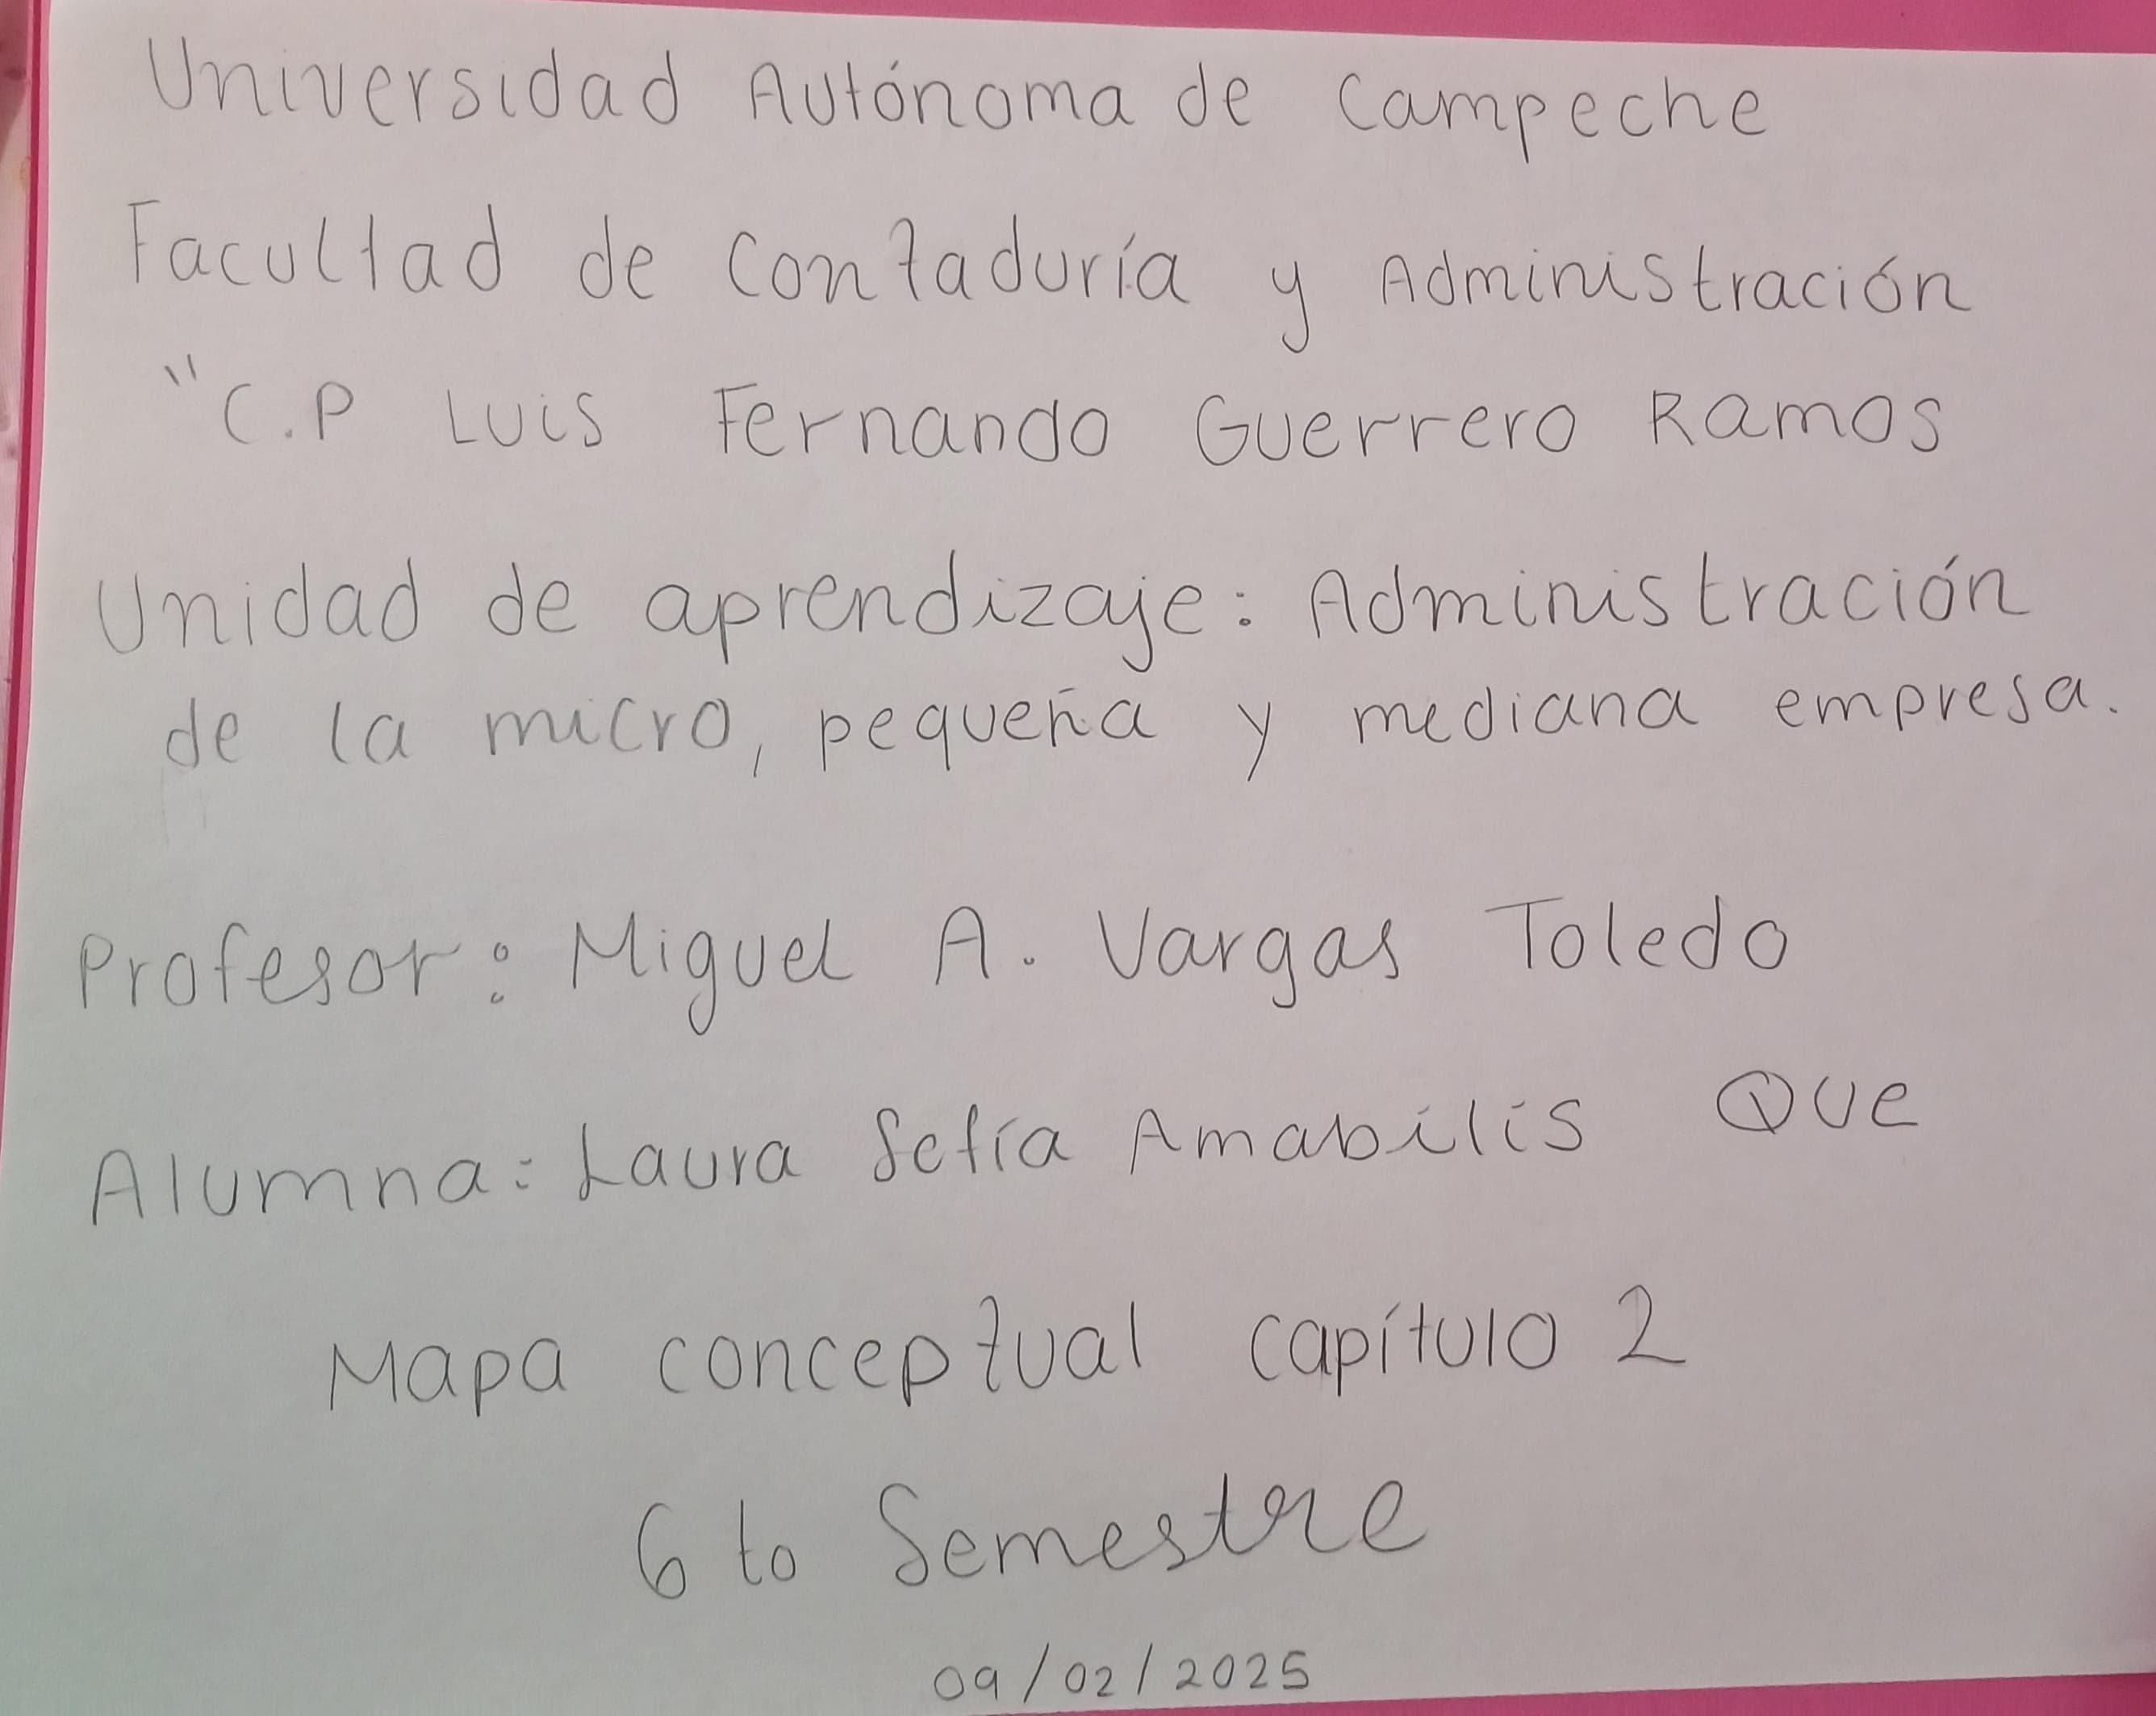 Universidad Autónoma de Campeche
Facultad de Contaduría y Administración
"C.P Luis Fernando Guerrero Ramos
Unidad de aprendizaje: Administración
de la micro, pequeña y mediana empresa.
Profesor: Miguel A. Vargas Toledo
Alumna: Laura Sofía Amabilis Que
Mapa conceptual capítulo 2
6 to Semestre
09/02/2025